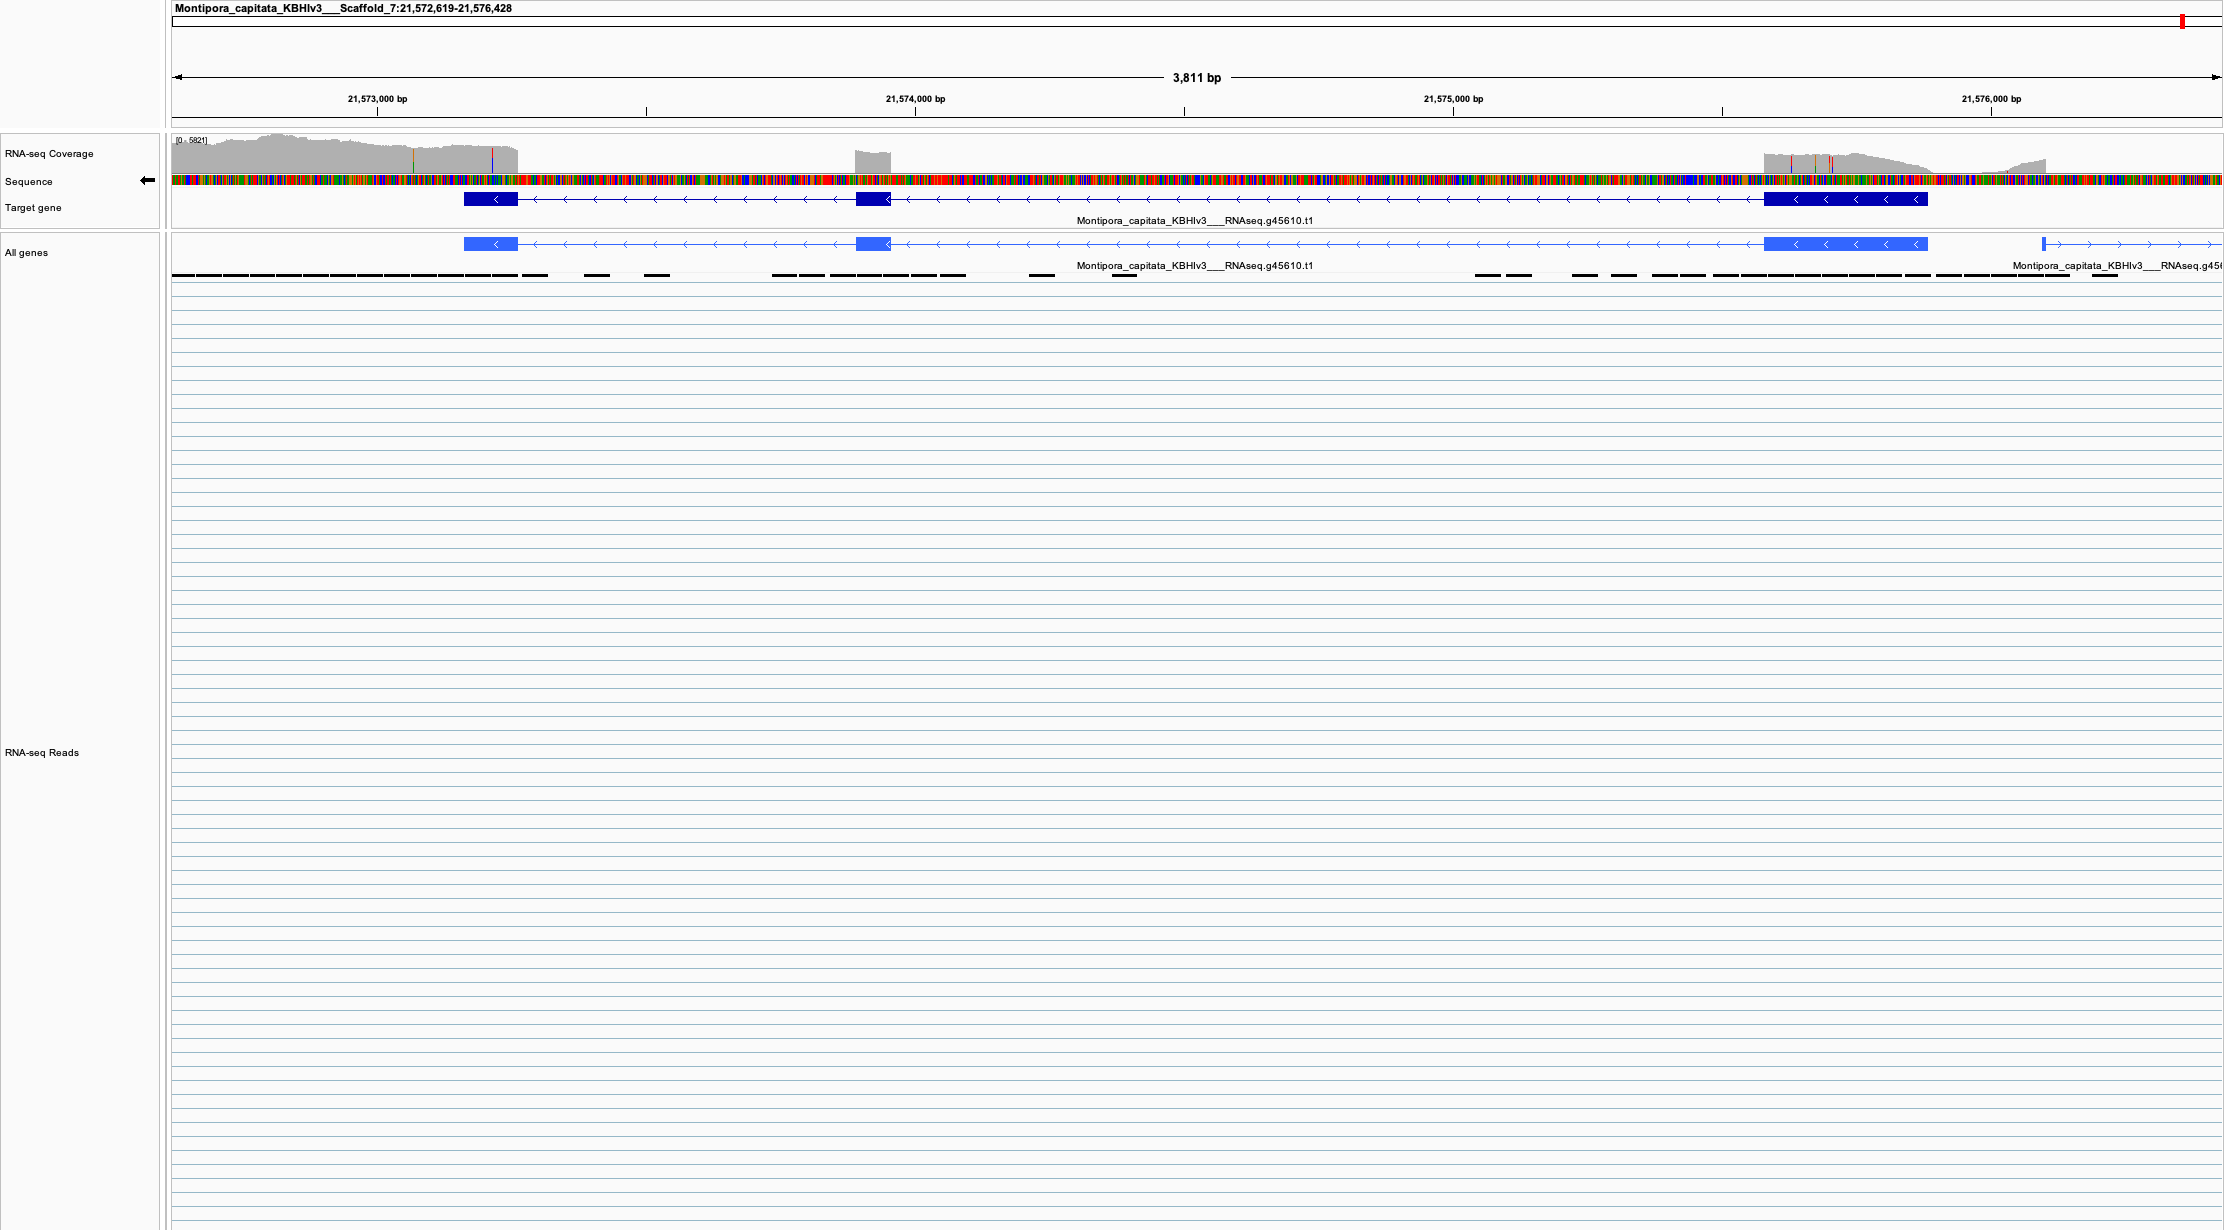 Montipora_capitata_KBHIv3___Scaffold_7:21,572,619-21,576,428
3,811 bp
21,573,000 bp
21,574,000 bp
21,575,000 bp
21,576,000 bp
[0 - 5821]
RNA-seq Coverage
Sequence
Target gene
Montipora_capitata_KBHIv3___RNAseq.g45610.t1
All genes
Montipora_capitata_KBHIv3___RNAseq.g45610.t1
Montipora_capitata_KBHIv3___RNAseq.g456
RNA-seq Reads